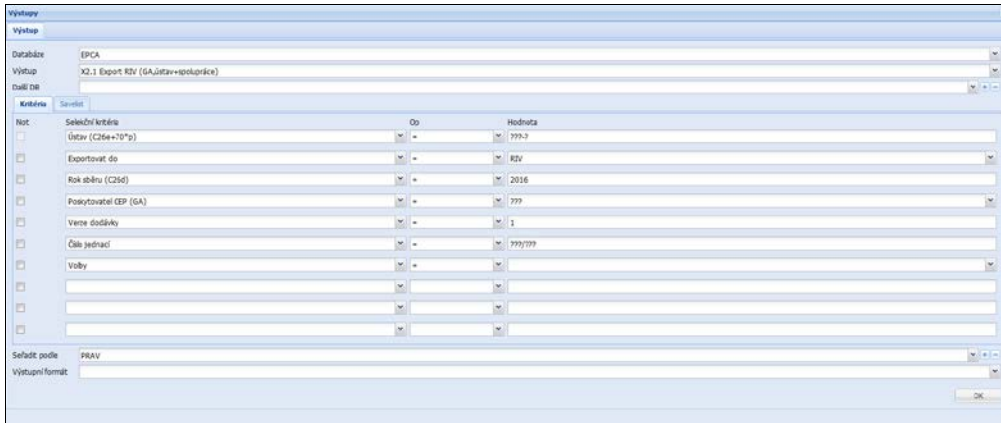 Výstupy
Výstup
Databáze EPCA
Výstup X2.1 Export RIV (GA,ústav+spolupráce)
Další DB
Kritéria Savelist
Not Selekční kritéria Op Hodnota
Ústav (C26e+70*p) = ???-?
Exportovat do = RIV
Rok sběru (C26d) = 2016
Poskytovatel CEP (GA) = ???
Verze dodávky = 1
Číslo jednací = ???/???
Volby =
Seřadit podle PRAV
Výstupní formát
OK